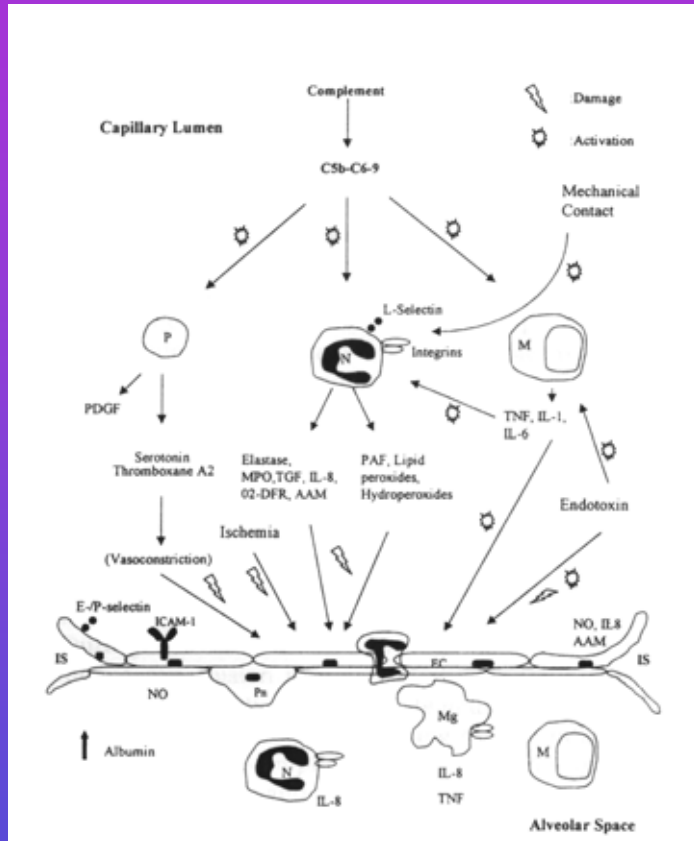 Complement
:Damage
Capillary Lumen
:Activation
C5b-C6-9
Mechanical
Contact
L-Selectin
P
N
Integrins
M
PDGF
TNF, IL-1,
IL-6
Serotonin
Thromboxane A2
Elastase,
MPO,TGF, IL-8,
02-DFR, AAM
PAF, Lipid
peroxides,
Hydroperoxides
Endotoxin
Ischemia
(Vasoconstriction)
E-/P-selectin
ICAM-1
NO, IL8
AAM
IS
EC
IS
NO
Pn
Mg
Albumin
N
IL-8
IL-8
TNF
M
Alveolar Space